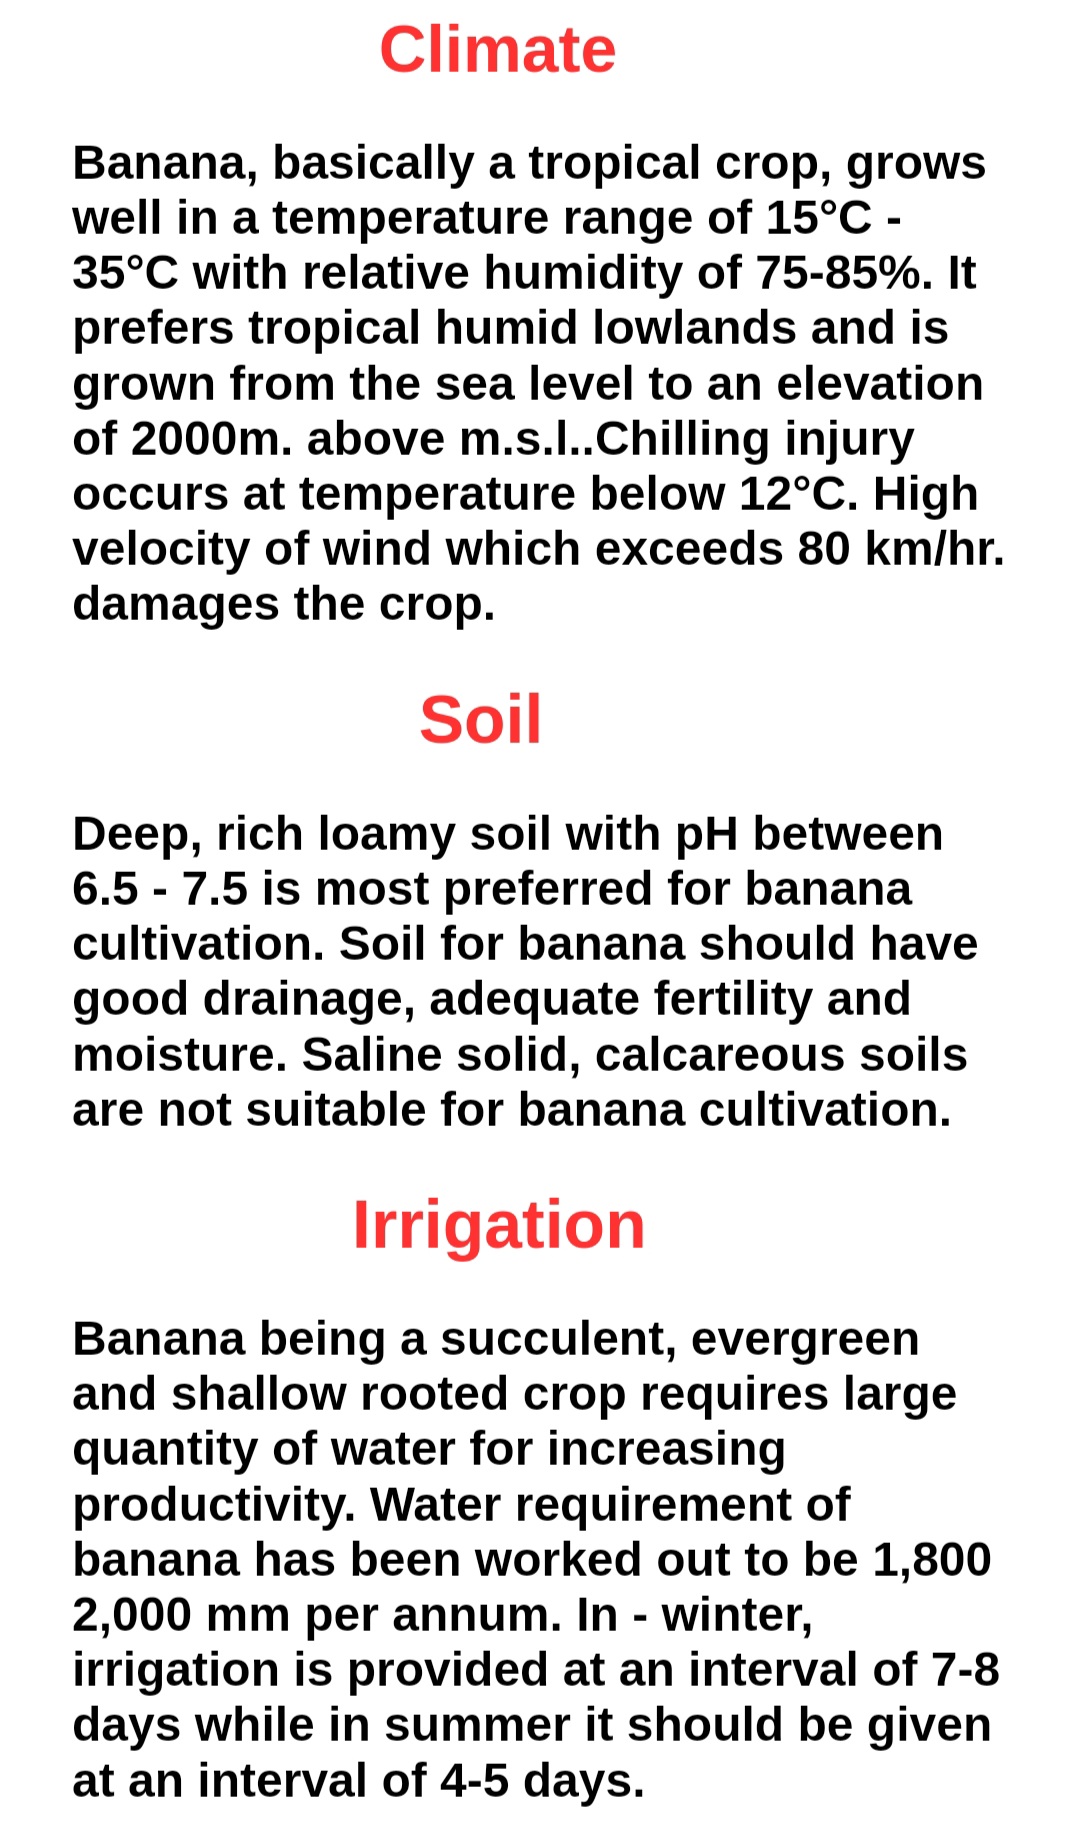 Climate
Banana, basically a tropical crop, grows
well in a temperature range of 15°C -
35°C with relative humidity of 75-85%. It
prefers tropical humid lowlands and is
grown from the sea level to an elevation
of 2000m. above m.s.l..Chilling injury
occurs at temperature below 12°C. High
velocity of wind which exceeds 80 km/hr.
damages the crop.
Soil
Deep, rich loamy soil with pH between
6.5 - 7.5 is most preferred for banana
cultivation. Soil for banana should have
good drainage, adequate fertility and
moisture. Saline solid, calcareous soils
are not suitable for banana cultivation.
Irrigation
Banana being a succulent, evergreen
and shallow rooted crop requires large
quantity of water for increasing
productivity. Water requirement of
banana has been worked out to be 1,800
2,000 mm per annum. In - winter,
irrigation is provided at an interval of 7-8
days while in summer it should be given
at an interval of 4-5 days.